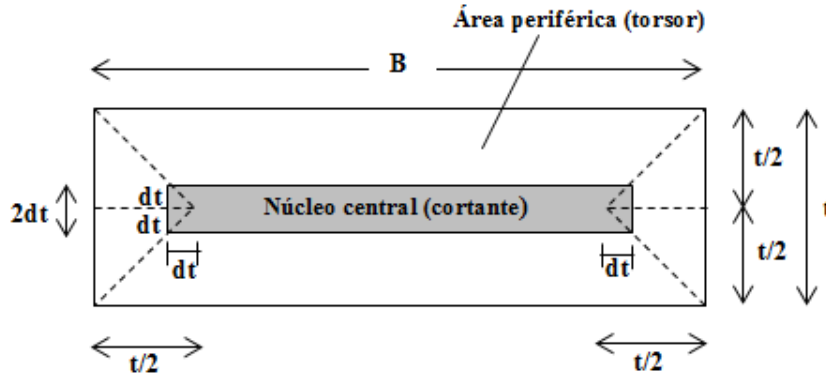 Área periférica (torsor)
B
t/2
t
dt
2dt
Núcleo central (cortante)
dt
t/2
dt
dt
t/2
t/2